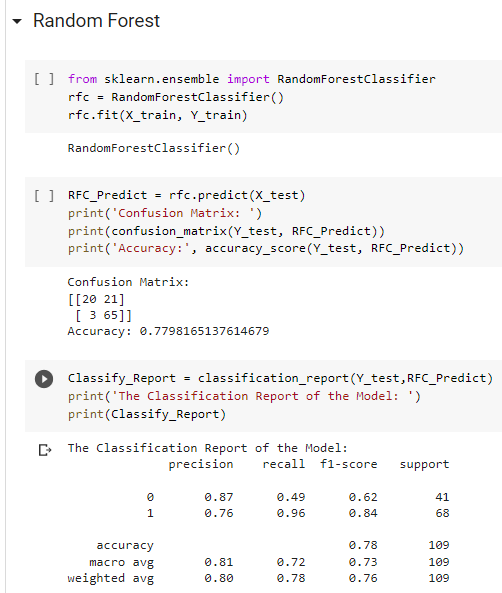 Random Forest
[ ] from sklearn.ensemble import RandomForestClassifier
rfc = RandomForestClassifier()
rfc.fit(X_train, Y_train)
RandomForestClassifier()
[ ] RFC_Predict = rfc.predict(X_test)
print('Confusion Matrix: ')
print(confusion_matrix(Y_test, RFC_Predict))
print('Accuracy:', accuracy_score(Y_test, RFC_Predict))
Confusion Matrix:
[[20 21]
 [ 3 65]]
Accuracy: 0.7798165137614679
Classify_Report = classification_report(Y_test,RFC_Predict)
print('The Classification Report of the Model: ')
print(Classify_Report)
The Classification Report of the Model:
precision recall f1-score support
0 0.87 0.49 0.62 41
1 0.76 0.96 0.84 68
accuracy 0.78 109
macro avg 0.81 0.72 0.73 109
weighted avg 0.80 0.78 0.76 109